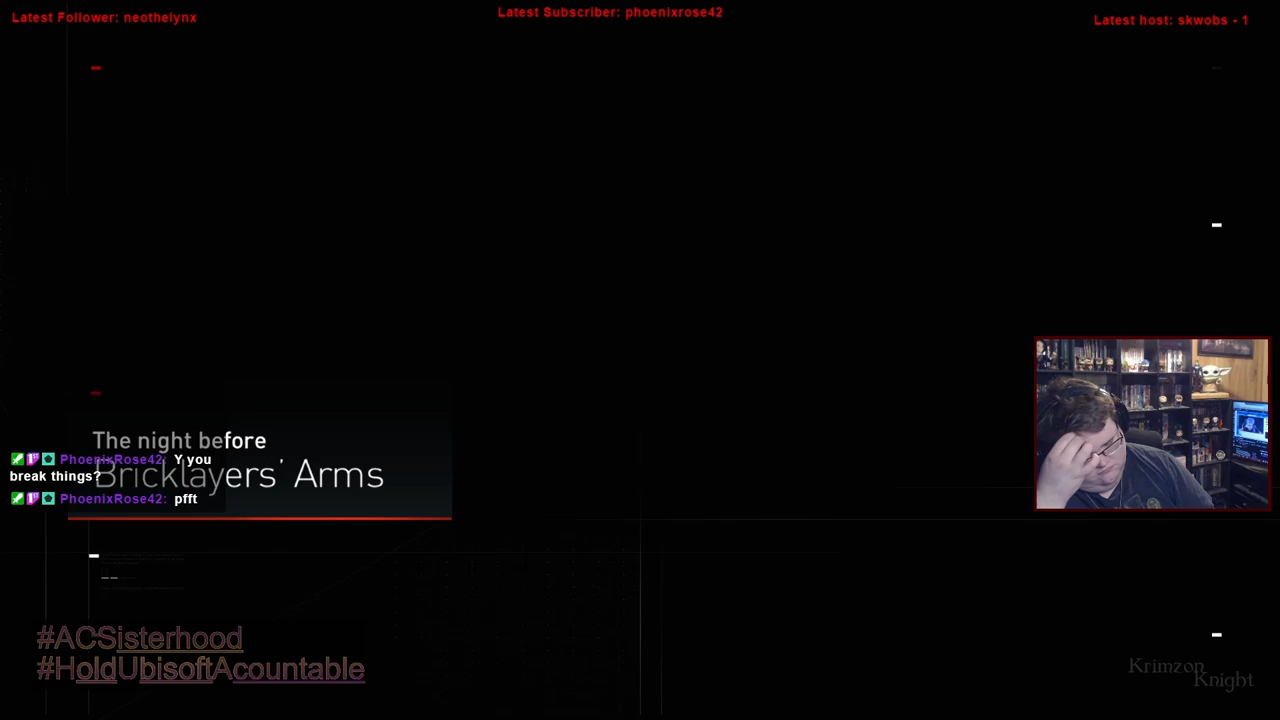 Latest Follower: neothelynx
Latest Subscriber: phoenixrose42
Latest host: skwobs - 1
The night before
Bricklayers' Arms
PhoenixRose42: Y you
break things?
PhoenixRose42: pfft
#ACSisterhood
#HoldUbisoftAcountable
Krimzon
Knight